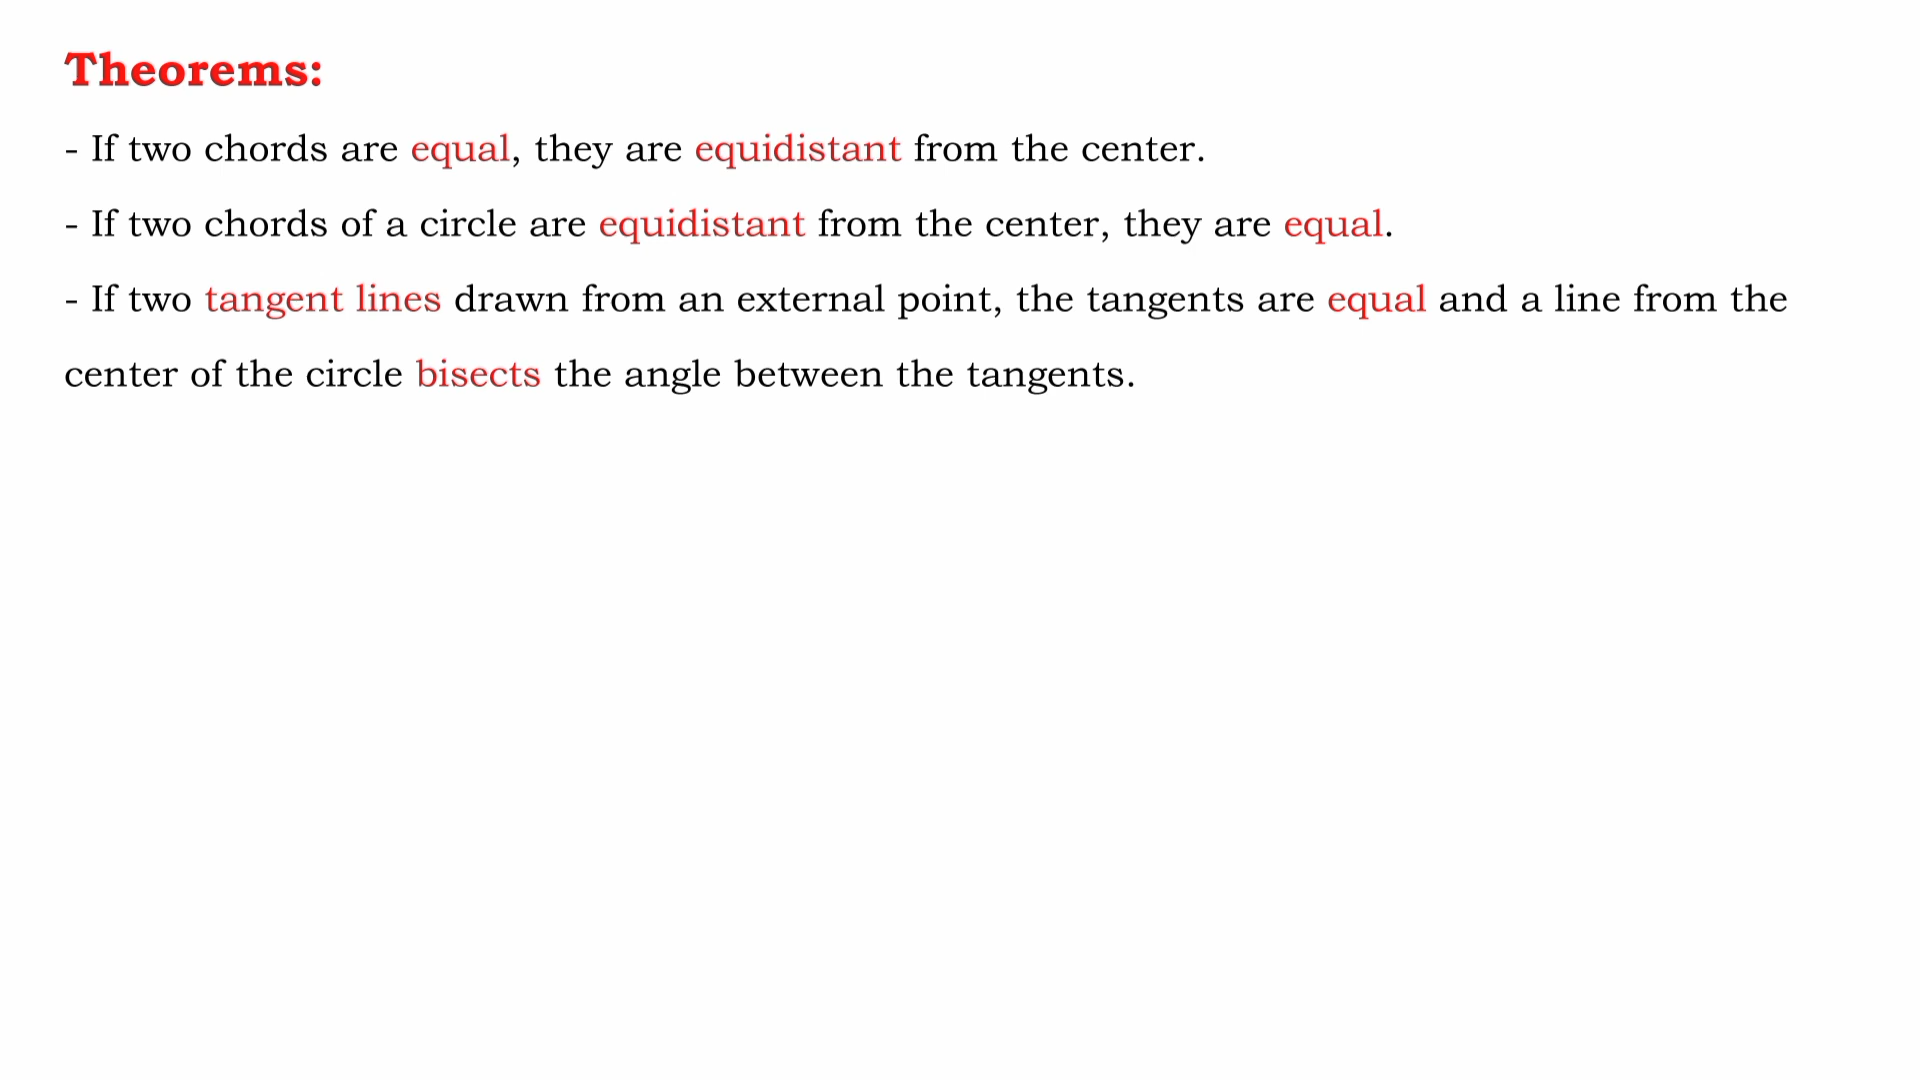 Theorems:
- If two chords are equal, they are equidistant from the center.
- If two chords of a circle are equidistant from the center, they are equal.
- If two tangent lines drawn from an external point, the tangents are equal and a line from the
center of the circle bisects the angle between the tangents.